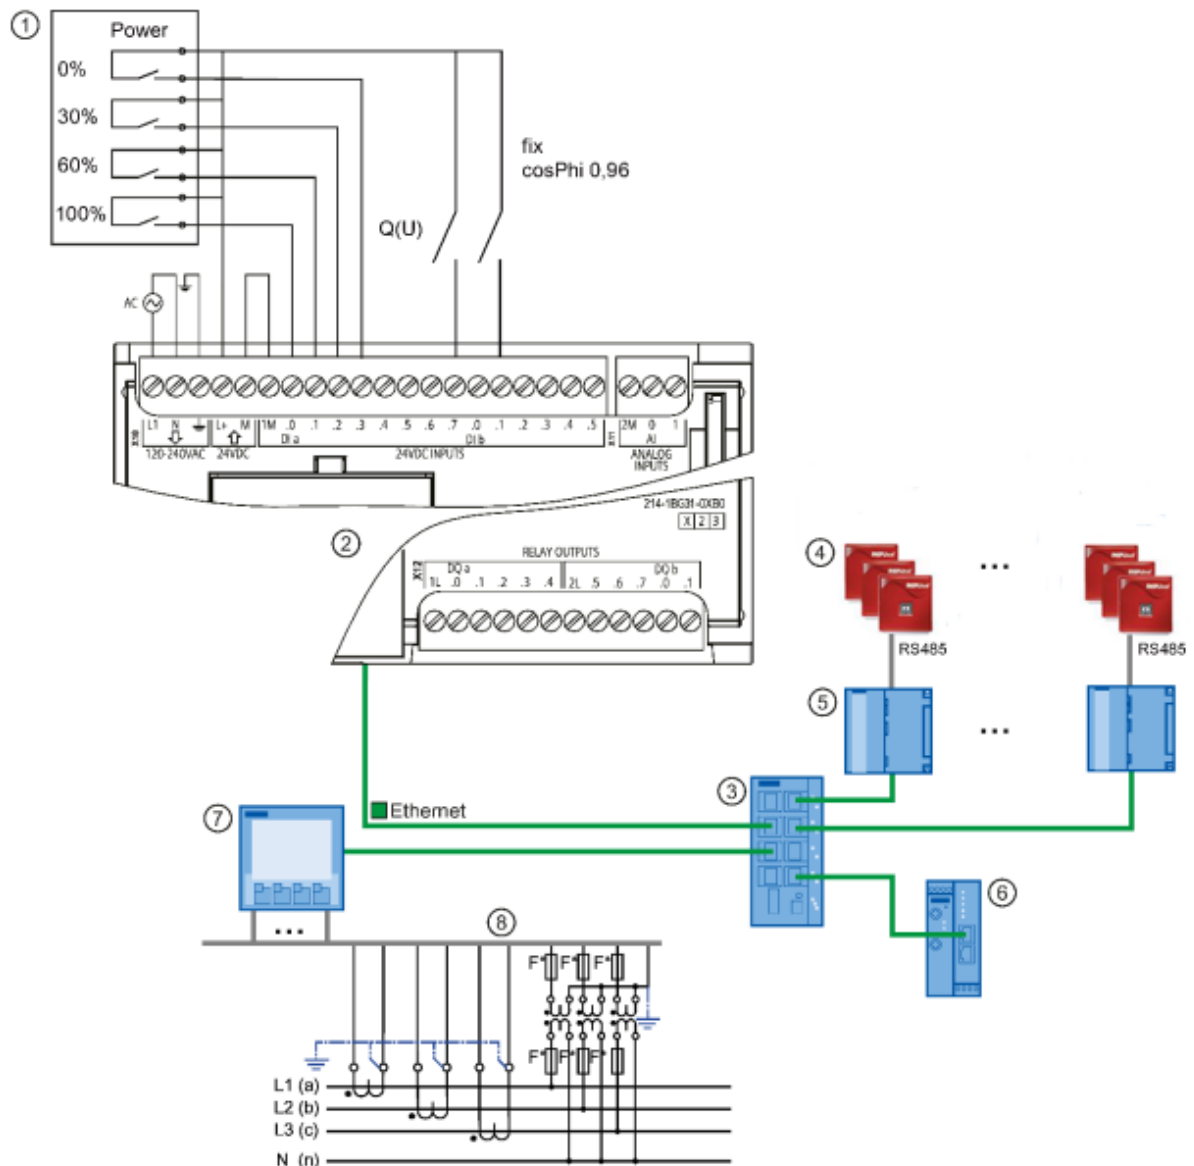 1
Power
0%
30%
60%
100%
fix
cosPhi 0,96
Q(U)
AC
L1 N L+ M 1M .0 .1 .2 .3 .4 .5 .6 .7 .0 .1 .2 .3 .4 .5 2M 0 1
X10 DI a DI b X11 AI
120-240VAC 24VDC 24VDC INPUTS ANALOG
INPUTS
214-1BG31-0XB0
X 2 3
2
RELAY OUTPUTS
X12 DQ a DQ b
1L .0 .1 .2 .3 .4 2L .5 .6 .7 .0 .1
4
...
RS485 RS485
5
...
3
Ethernet
7
6
...
8
F* F* F*
F* F* F*
L1 (a)
L2 (b)
L3 (c)
N (n)